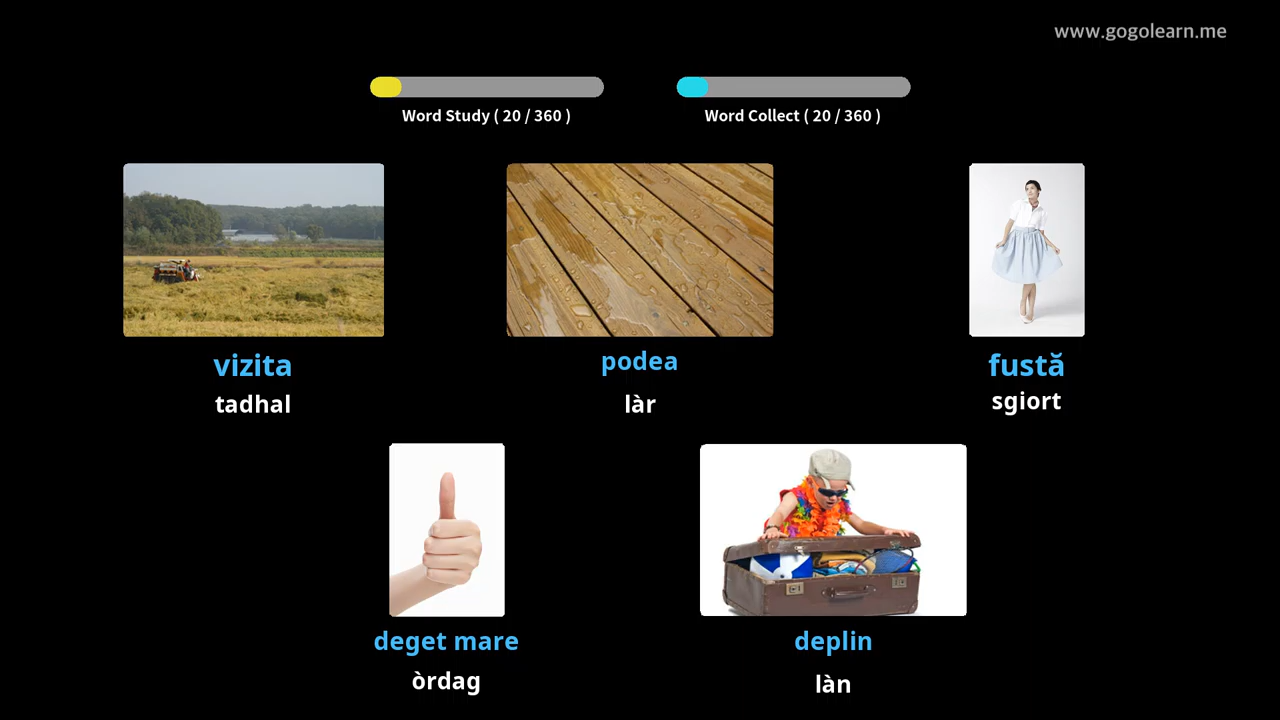 www.gogolearn.me
Word Study ( 20 / 360 )
Word Collect ( 20 / 360 )
vizita
tadhal
podea
làr
fustă
sgiort
deget mare
òrdag
deplin
làn